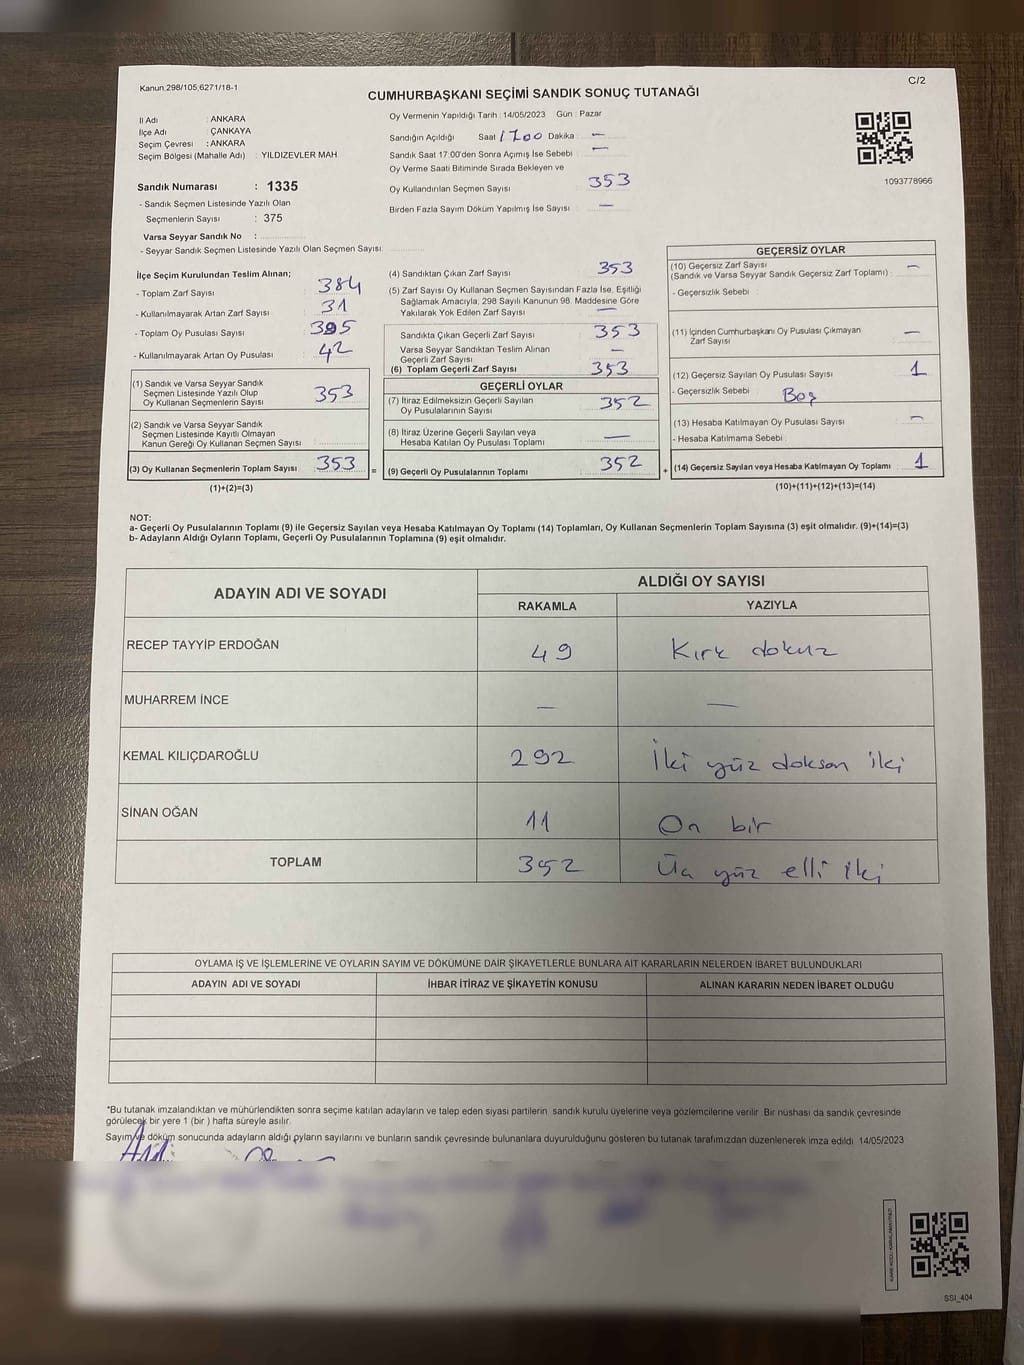 Kanun 298/105,6271/18-1
C/2
CUMHURBAŞKANI SEÇİMİ SANDIK SONUÇ TUTANAĞI
İl Adı : ANKARA
İlçe Adı : ÇANKAYA
Seçim Çevresi : ANKARA
Seçim Bölgesi (Mahalle Adı) : YILDIZEVLER MAH
Sandık Numarası : 1335
- Sandık Seçmen Listesinde Yazılı Olan
Seçmenlerin Sayısı : 375
Varsa Seyyar Sandık No :
- Seyyar Sandık Seçmen Listesinde Yazılı Olan Seçmen Sayısı:
Oy Vermenin Yapıldığı Tarih : 14/05/2023 Gün : Pazar
Sandığın Açıldığı Saat 1700 Dakika : —
Sandık Saat 17:00'den Sonra Açımış İse Sebebi : —
Oy Verme Saati Bitiminde Sırada Bekleyen ve
Oy Kullandırılan Seçmen Sayısı : 353
Birden Fazla Sayım Döküm Yapılmış İse Sayısı : —
1093778966
İlçe Seçim Kurulundan Teslim Alınan;
- Toplam Zarf Sayısı : 384
- Kullanılmayarak Artan Zarf Sayısı : 31
- Toplam Oy Pusulası Sayısı : 395
- Kullanılmayarak Artan Oy Pusulası : 42
(1) Sandık ve Varsa Seyyar Sandık
Seçmen Listesinde Yazılı Olup
Oy Kullanan Seçmenlerin Sayısı : 353
(2) Sandık ve Varsa Seyyar Sandık
Seçmen Listesinde Kayıtlı Olmayan
Kanun Gereği Oy Kullanan Seçmen Sayısı :
(3) Oy Kullanan Seçmenlerin Toplam Sayısı : 353 =
(1)+(2)=(3)
(4) Sandıktan Çıkan Zarf Sayısı : 353
(5) Zarf Sayısı Oy Kullanan Seçmen Sayısından Fazla İse, Eşitliği
Sağlamak Amacıyla, 298 Sayılı Kanunun 98. Maddesine Göre
Yakılarak Yok Edilen Zarf Sayısı : —
Sandıkta Çıkan Geçerli Zarf Sayısı : 353
Varsa Seyyar Sandıktan Teslim Alınan
Geçerli Zarf Sayısı : —
(6) Toplam Geçerli Zarf Sayısı : 353
GEÇERLİ OYLAR
(7) İtiraz Edilmeksizin Geçerli Sayılan
Oy Pusulalarının Sayısı : 352
(8) İtiraz Üzerine Geçerli Sayılan veya
Hesaba Katılan Oy Pusulası Toplamı : —
(9) Geçerli Oy Pusulalarının Toplamı : 352 +
GEÇERSİZ OYLAR
(10) Geçersiz Zarf Sayısı
(Sandık ve Varsa Seyyar Sandık Geçersiz Zarf Toplamı) : —
- Geçersizlik Sebebi :
(11) İçinden Cumhurbaşkanı Oy Pusulası Çıkmayan
Zarf Sayısı : —
(12) Geçersiz Sayılan Oy Pusulası Sayısı : 1
- Geçersizlik Sebebi : Boş
(13) Hesaba Katılmayan Oy Pusulası Sayısı : —
- Hesaba Katılmama Sebebi :
(14) Geçersiz Sayılan veya Hesaba Katılmayan Oy Toplamı : 1
(10)+(11)+(12)+(13)=(14)
NOT:
a- Geçerli Oy Pusulalarının Toplamı (9) ile Geçersiz Sayılan veya Hesaba Katılmayan Oy Toplamı (14) Toplamları, Oy Kullanan Seçmenlerin Toplam Sayısına (3) eşit olmalıdır. (9)+(14)=(3)
b- Adayların Aldığı Oyların Toplamı, Geçerli Oy Pusulalarının Toplamına (9) eşit olmalıdır.
ADAYIN ADI VE SOYADI
ALDIĞI OY SAYISI
RAKAMLA YAZIYLA
RECEP TAYYİP ERDOĞAN 49 Kırk dokuz
MUHARREM İNCE — —
KEMAL KILIÇDAROĞLU 292 İki yüz doksan iki
SİNAN OĞAN 11 On bir
TOPLAM 352 Üç yüz elli iki
OYLAMA İŞ VE İŞLEMLERİNE VE OYLARIN SAYIM VE DÖKÜMÜNE DAİR ŞİKAYETLERLE BUNLARA AİT KARARLARIN NELERDEN İBARET BULUNDUKLARI
ADAYIN ADI VE SOYADI İHBAR İTİRAZ VE ŞİKAYETİN KONUSU ALINAN KARARIN NEDEN İBARET OLDUĞU
*Bu tutanak imzalandıktan ve mühürlendikten sonra seçime katılan adayların ve talep eden siyasi partilerin sandık kurulu üyelerine veya gözlemcilerine verilir. Bir nüshası da sandık çevresinde
görülecek bir yere 1 (bir ) hafta süreyle asılır.
Sayım ve döküm sonucunda adayların aldığı oyların sayılarını ve bunların sandık çevresinde bulunanlara duyurulduğunu gösteren bu tutanak tarafımızdan düzenlenerek imza edildi. 14/05/2023
SSİ_404